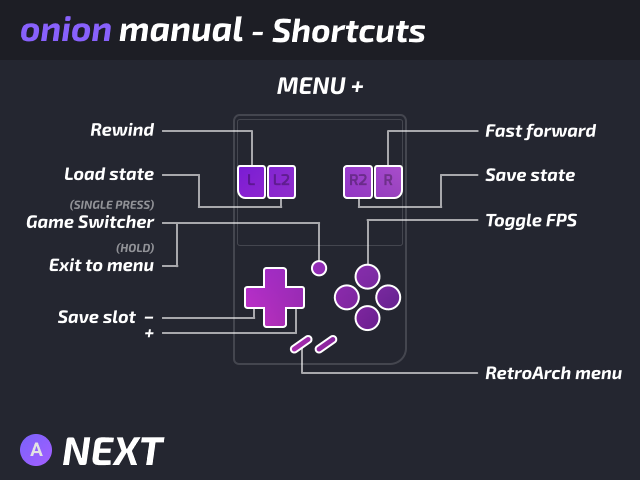 onion manual - Shortcuts
MENU +
Rewind
Fast forward
L L2 R2 R
Load state
Save state
(SINGLE PRESS)
Game Switcher
Toggle FPS
(HOLD)
Exit to menu
Save slot –
+
RetroArch menu
A NEXT